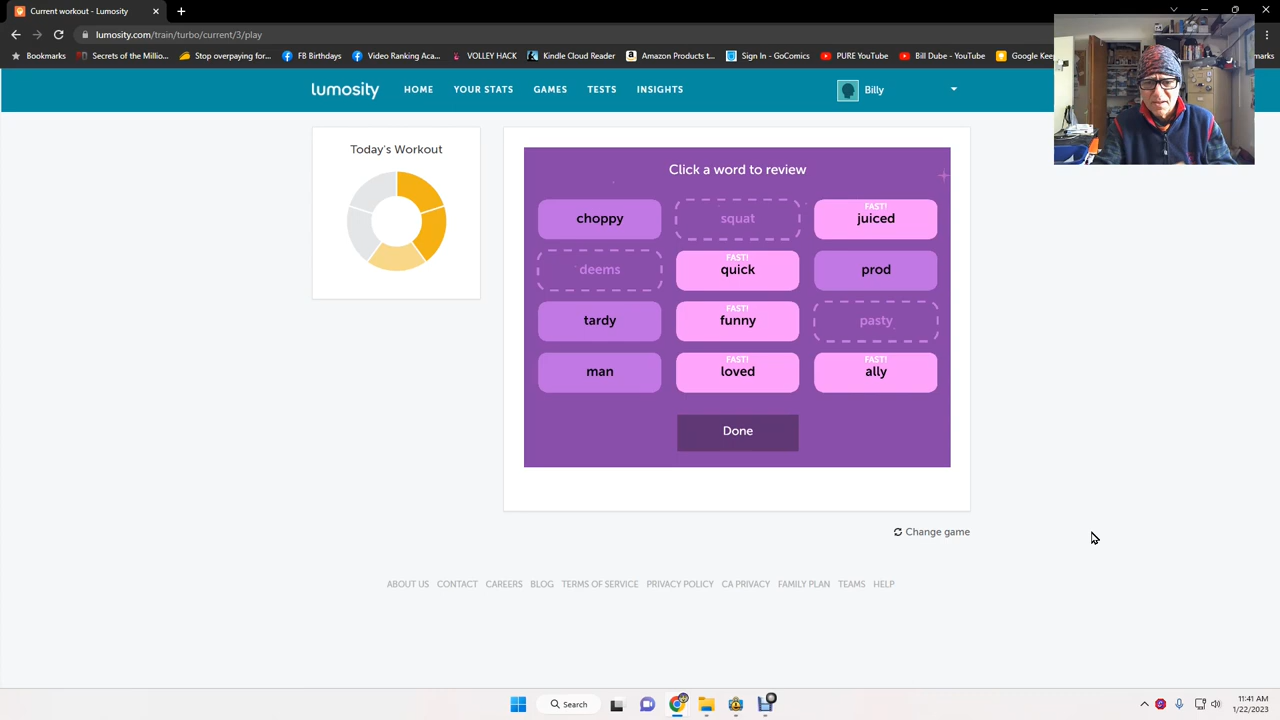 Current workout - Lumosity
lumosity.com/train/turbo/current/3/play
Bookmarks Secrets of the Millio... Stop overpaying for... FB Birthdays Video Ranking | Aca... Kindle Cloud Reader Amazon Products t... Sign In - GoComics PURE YouTube Bill Dube - YouTube Google Kee marks
lumosity HOME YOUR STATS GAMES TESTS INSIGHTS Billy
Today's Workout
Click a word to review
choppy squat FAST! juiced
deems FAST! quick prod
tardy FAST! funny pasty
man FAST! loved FAST! ally
Done
Change game
ABOUT US CONTACT CAREERS BLOG TERMS OF SERVICE PRIVACY POLICY CA PRIVACY FAMILY PLAN TEAMS HELP
Search
11:41 AM
1/22/2023